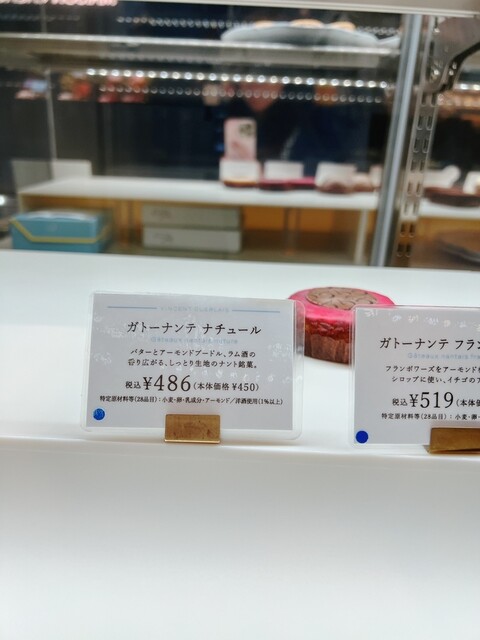 ガトーナンテ ナチュール
バターとアーモンドプードル、ラム酒の
香り広がる、しっとり生地のナント銘菓。
税込¥486(本体価格 ¥450)
特定原材料等(28品目):小麦・卵・乳成分・アーモンド/洋酒使用(1%以上)
ガトーナンテ フラン
フランボワーズをアーモンド
シロップに使い、イチゴのア
税込¥519(本体価
特定原材料等(28品目):小麦・卵・